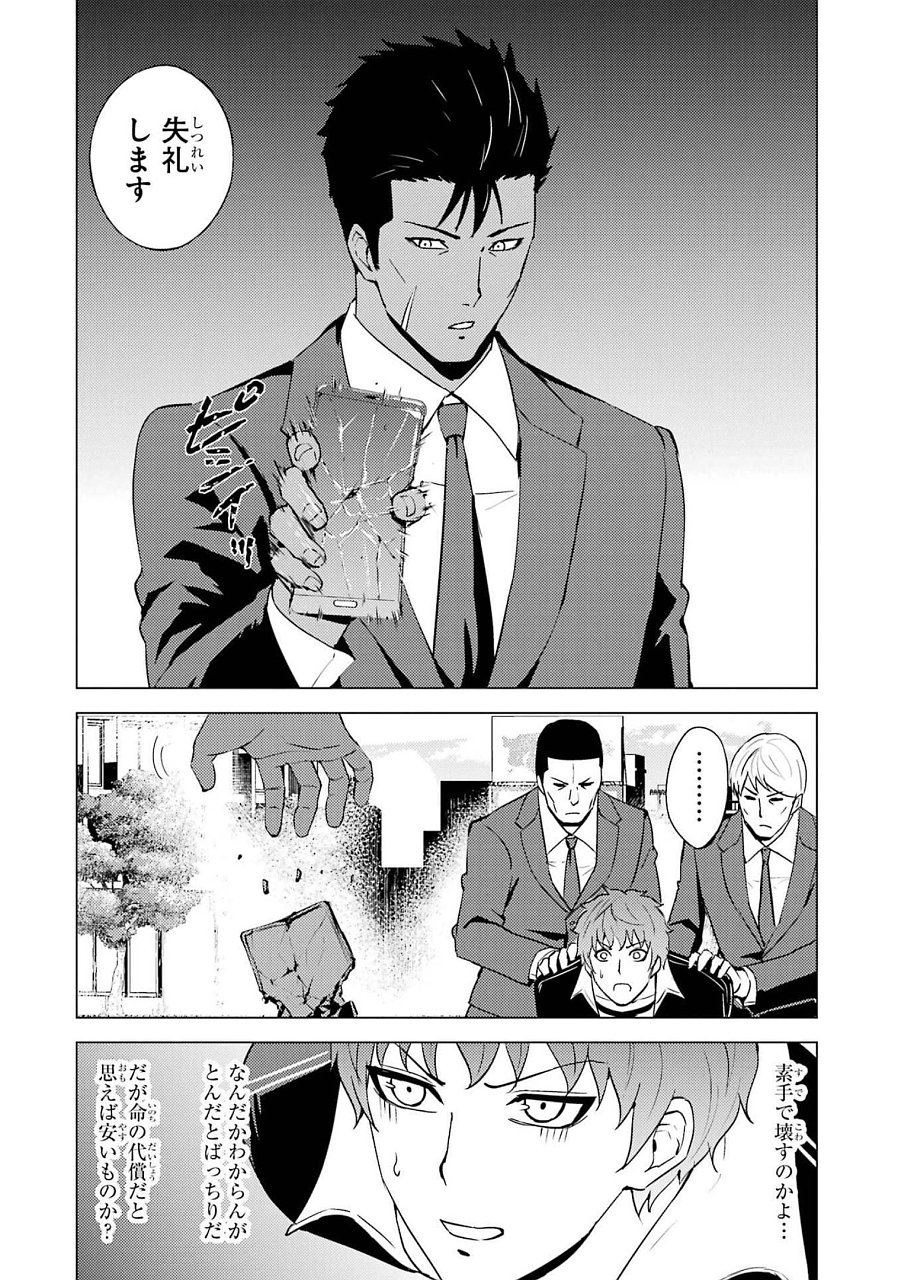 失礼
します
ピシィッ
………
素手で壊すのかよ…
なんだかわからんが
とんだとばっちりだ
だが命の代償だと
思えば安いものか?